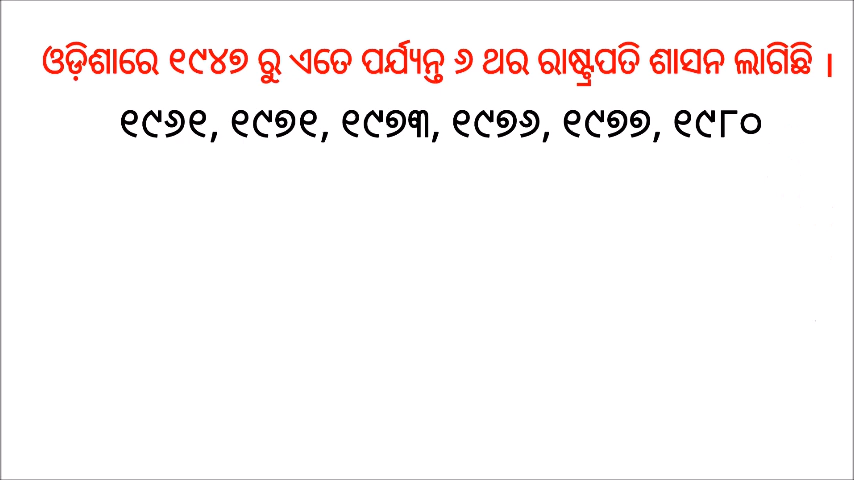 ଓଡ଼ିଶାରେ ୧୯୪୭ ରୁ ଏତେ ପର୍ଯ୍ୟନ୍ତ ୬ ଥର ରାଷ୍ଟ୍ରପତି ଶାସନ ଲାଗିଛି ।
୧୯୬୧, ୧୯୭୧, ୧୯୭୩, ୧୯୭୬, ୧୯୭୭, ୧୯୮୦